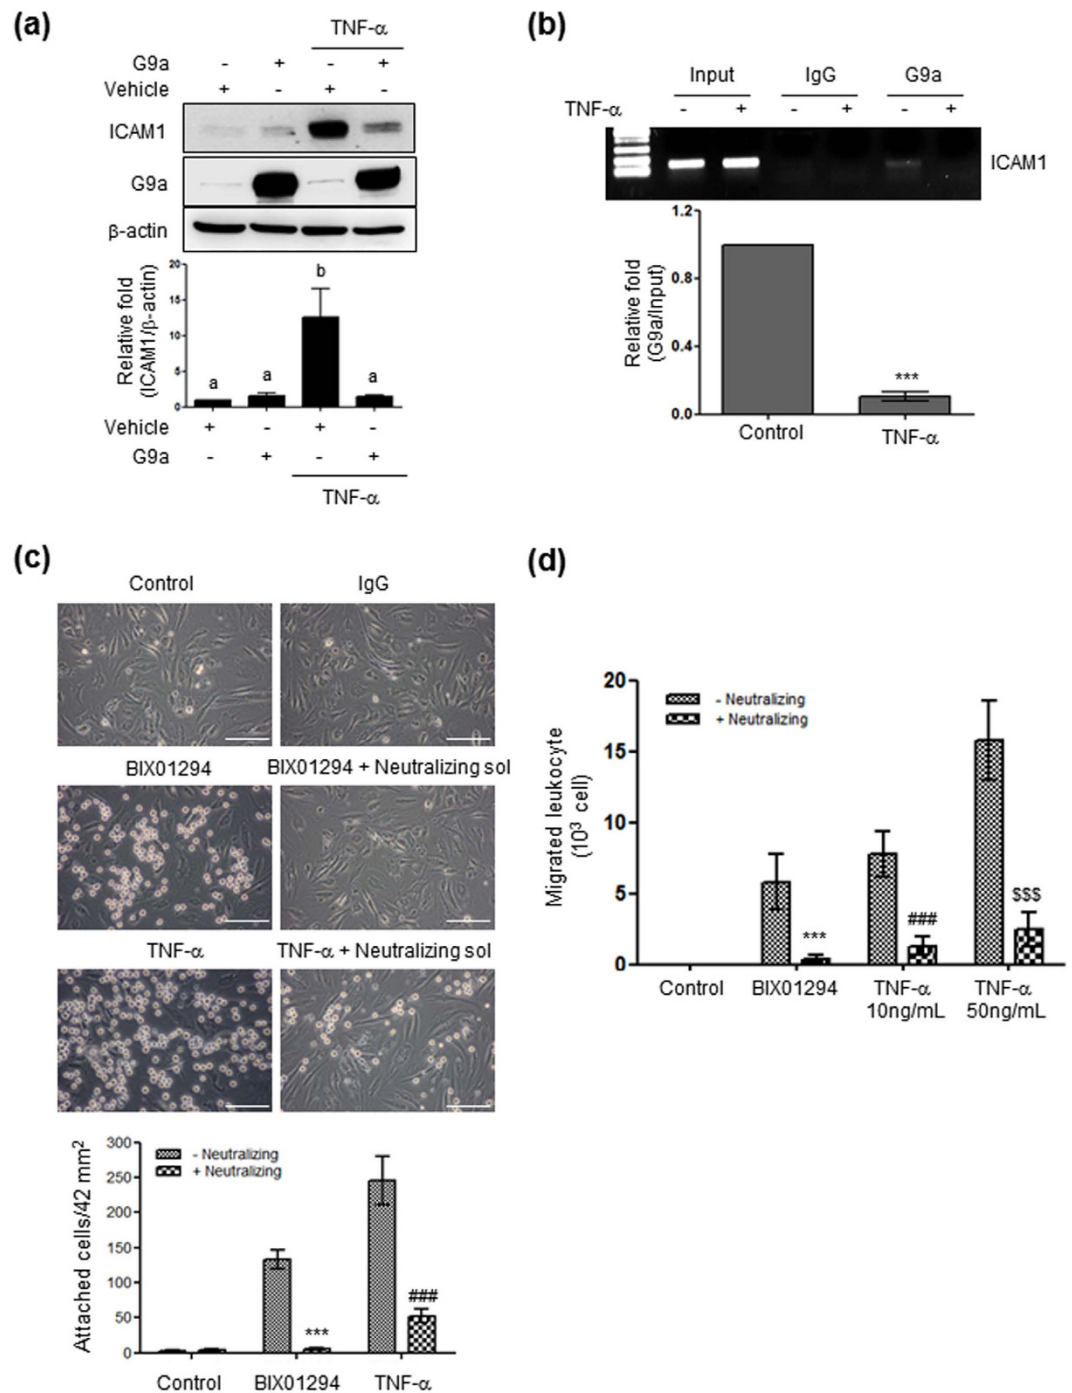 (a)
TNF-α
G9a - + - +
Vehicle + - + -
ICAM1
G9a
β-actin
Relative fold
(ICAM1/β-actin)
20
15
10
5
0
a a b a
Vehicle + - + -
G9a - + - +
TNF-α
(b)
Input IgG G9a
TNF-α - + - + - +
ICAM1
Relative fold
(G9a/Input)
1.2
0.8
0.4
0.0
***
Control TNF-α
(c)
Control IgG
BIX01294 BIX01294 + Neutralizing sol
TNF-α TNF-α + Neutralizing sol
Attached cells/42 mm²
300
250
200
150
100
50
0
- Neutralizing
+ Neutralizing
*** ###
Control BIX01294 TNF-α
(d)
Migrated leukocyte
(10³ cell)
20
15
10
5
0
- Neutralizing
+ Neutralizing
*** ### $$$
Control BIX01294 TNF-α TNF-α
10ng/mL 50ng/mL